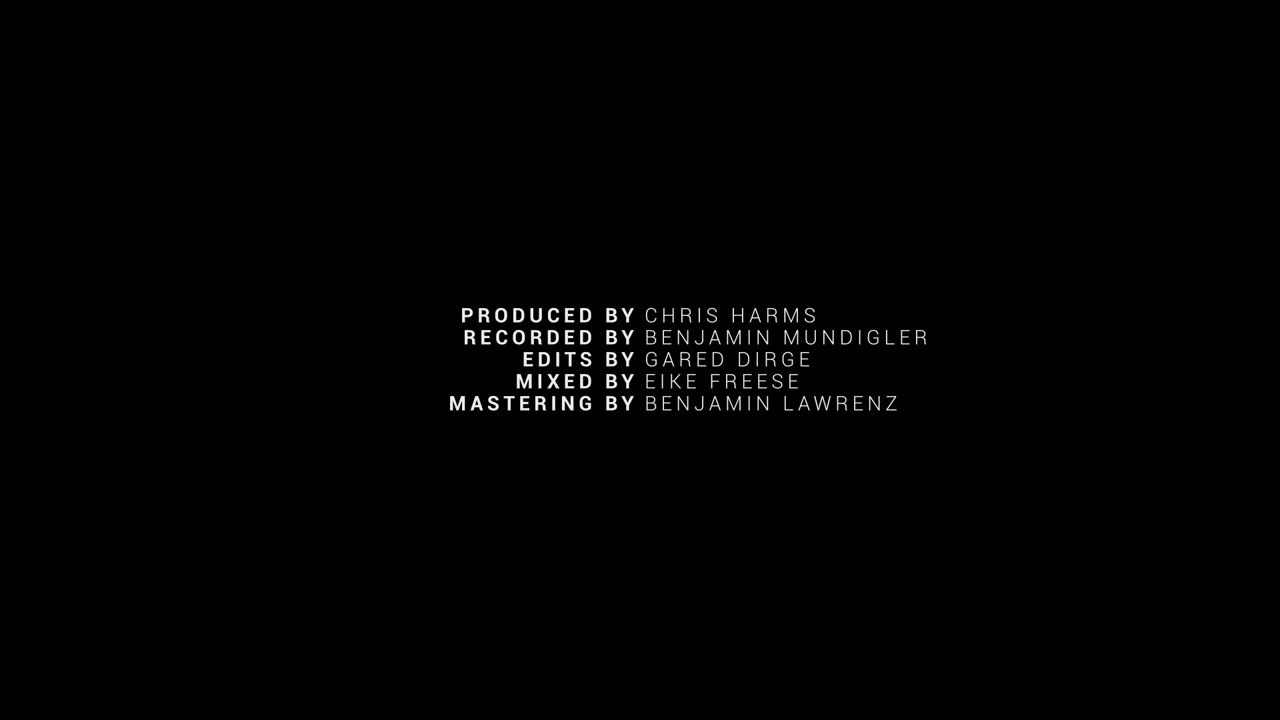 PRODUCED BY CHRIS HARMS
RECORDED BY BENJAMIN MUNDIGLER
EDITS BY GARED DIRGE
MIXED BY EIKE FREESE
MASTERING BY BENJAMIN LAWRENZ